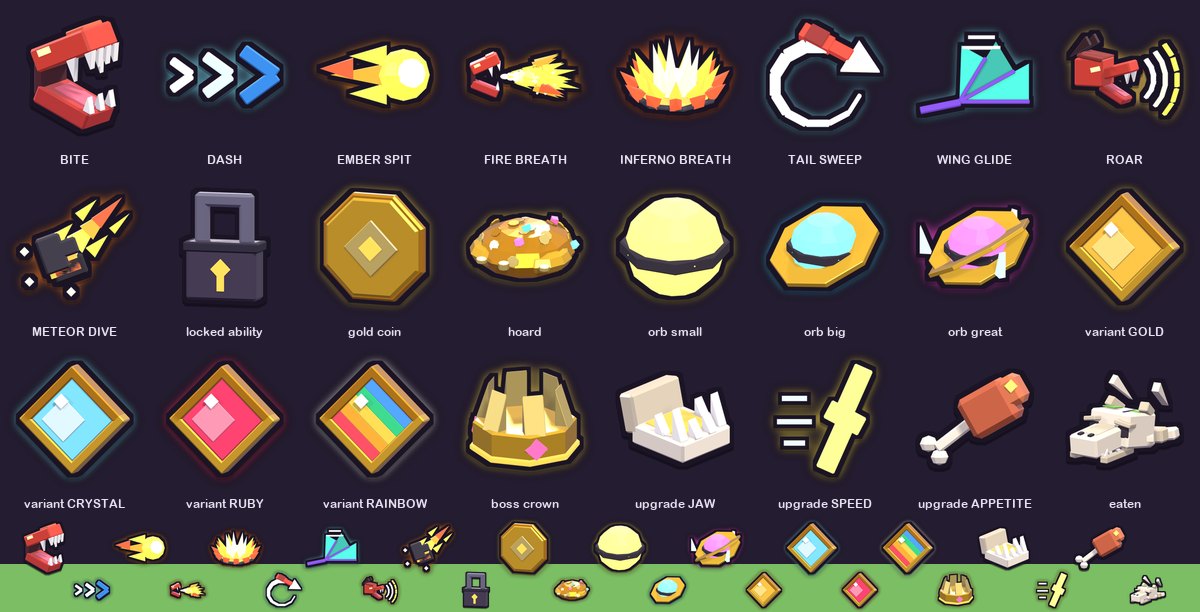 BITE
DASH
EMBER SPIT
FIRE BREATH
INFERNO BREATH
TAIL SWEEP
WING GLIDE
ROAR
METEOR DIVE
locked ability
gold coin
hoard
orb small
orb big
orb great
variant GOLD
variant CRYSTAL
variant RUBY
variant RAINBOW
boss crown
upgrade JAW
upgrade SPEED
upgrade APPETITE
eaten